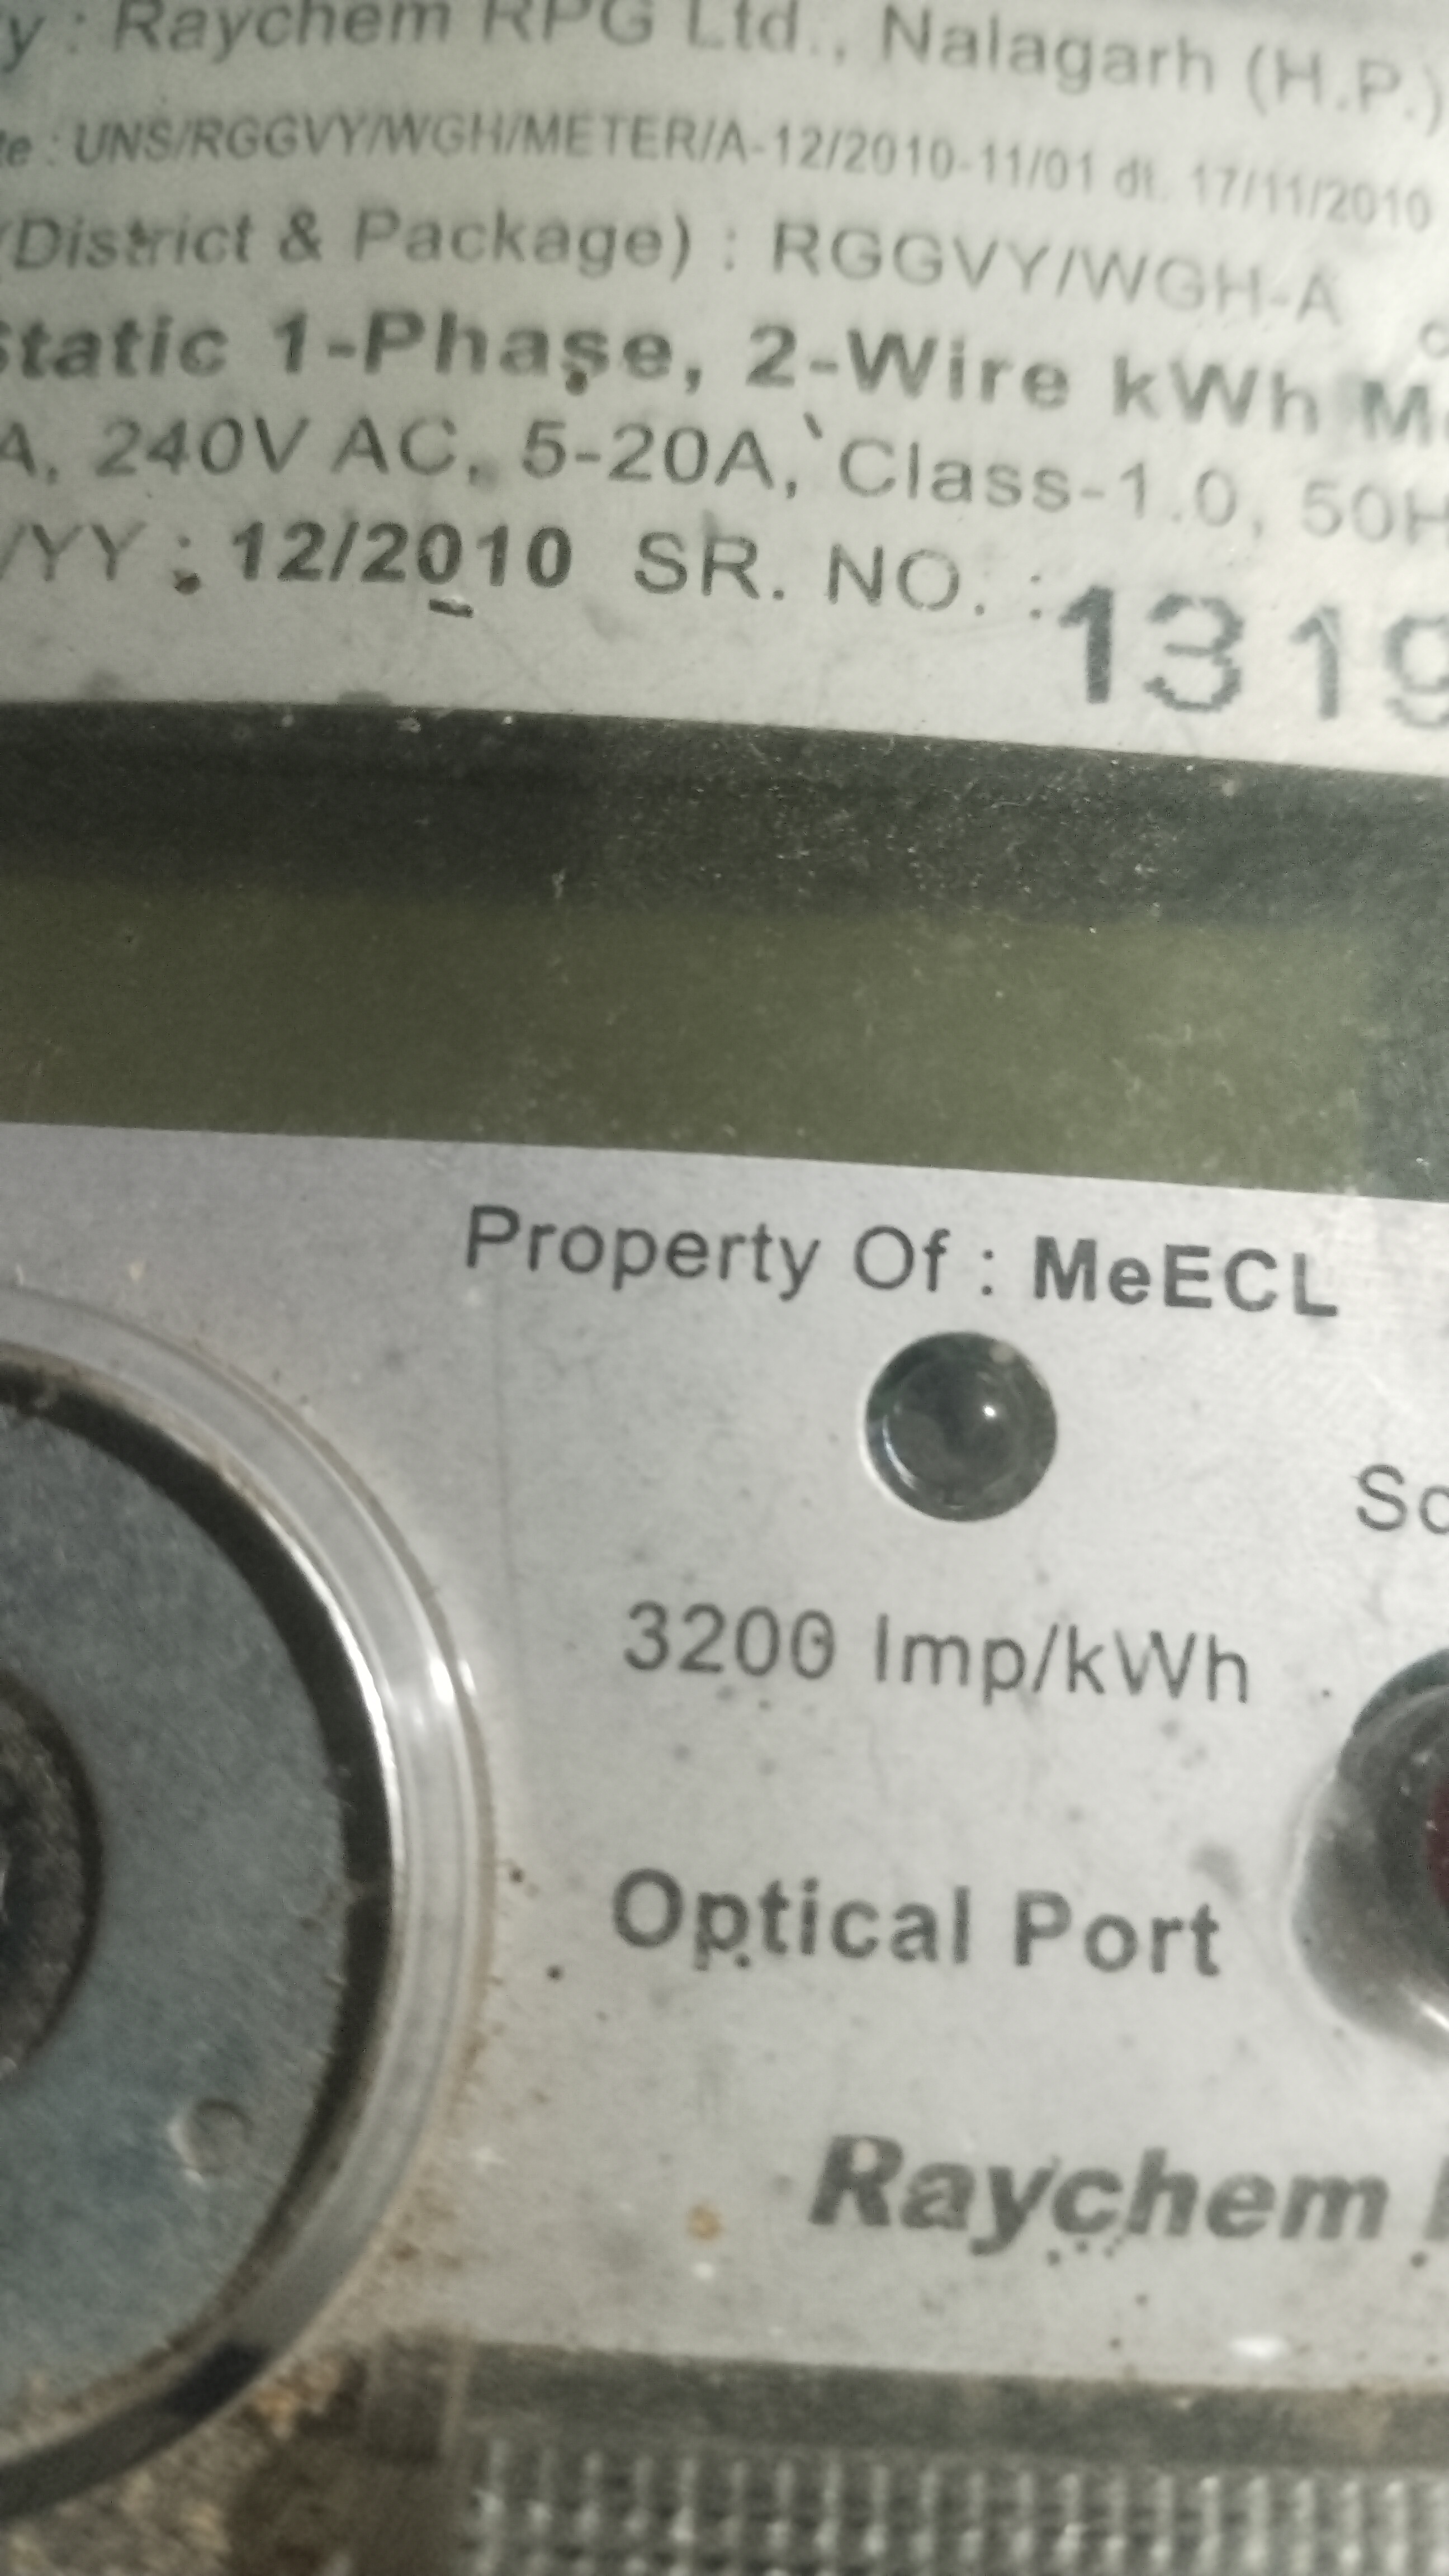 y : Raychem RPG Ltd., Nalagarh (H.P.)
te : UNS/RGGVY/WGH/METER/A-12/2010-11/01 dt. 17/11/2010
(District & Package) : RGGVY/WGH-A
Static 1-Phase, 2-Wire kWh M
A, 240V AC, 5-20A, Class-1.0, 50H
/YY : 12/2010 SR. NO. : 1319
Property Of : MeECL
So
3200 Imp/kWh
Optical Port
Raychem